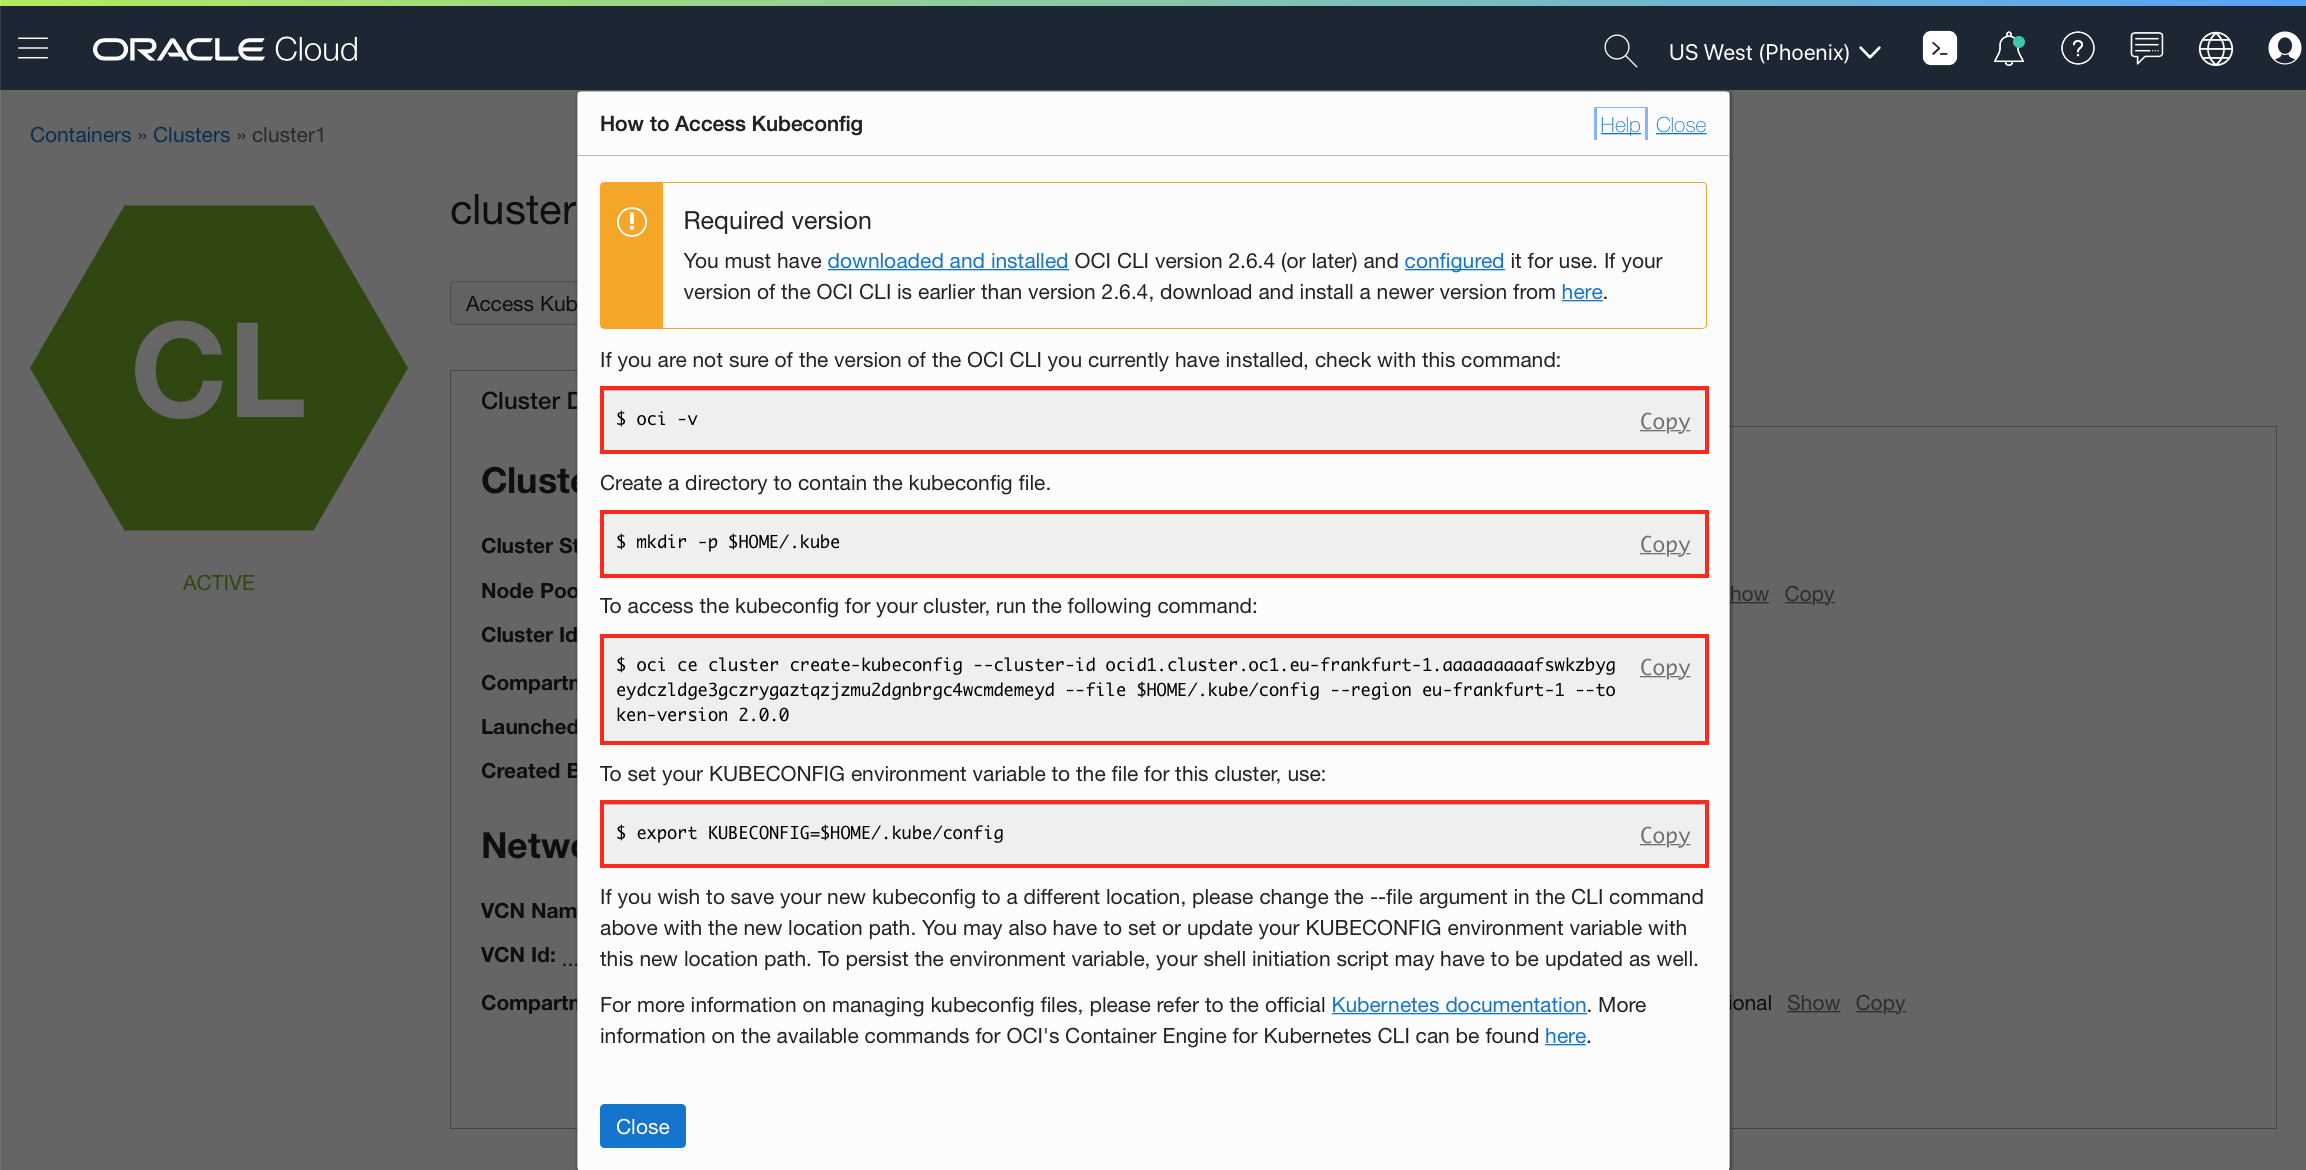 ORACLE Cloud
US West (Phoenix)
Containers » Clusters » cluster1
CL
ACTIVE
cluster
Access Kub
Cluster D
Cluste
Cluster St
Node Poo
Cluster Id
Compartm
Launched
Created B
Netwo
VCN Nam
VCN Id: ...
Compartm
How to Access Kubeconfig
Help Close
Required version
You must have downloaded and installed OCI CLI version 2.6.4 (or later) and configured it for use. If your
version of the OCI CLI is earlier than version 2.6.4, download and install a newer version from here.
If you are not sure of the version of the OCI CLI you currently have installed, check with this command:
$ oci -v
Copy
Create a directory to contain the kubeconfig file.
$ mkdir -p $HOME/.kube
Copy
To access the kubeconfig for your cluster, run the following command:
$ oci ce cluster create-kubeconfig --cluster-id ocid1.cluster.oc1.eu-frankfurt-1.aaaaaaaaafswkzbyg
eydczldge3gczrygaztqzjzmu2dgnbrgc4wcmdemeyd --file $HOME/.kube/config --region eu-frankfurt-1 --to
ken-version 2.0.0
Copy
To set your KUBECONFIG environment variable to the file for this cluster, use:
$ export KUBECONFIG=$HOME/.kube/config
Copy
If you wish to save your new kubeconfig to a different location, please change the --file argument in the CLI command
above with the new location path. You may also have to set or update your KUBECONFIG environment variable with
this new location path. To persist the environment variable, your shell initiation script may have to be updated as well.
For more information on managing kubeconfig files, please refer to the official Kubernetes documentation. More
information on the available commands for OCI's Container Engine for Kubernetes CLI can be found here.
Close
how Copy
ional Show Copy